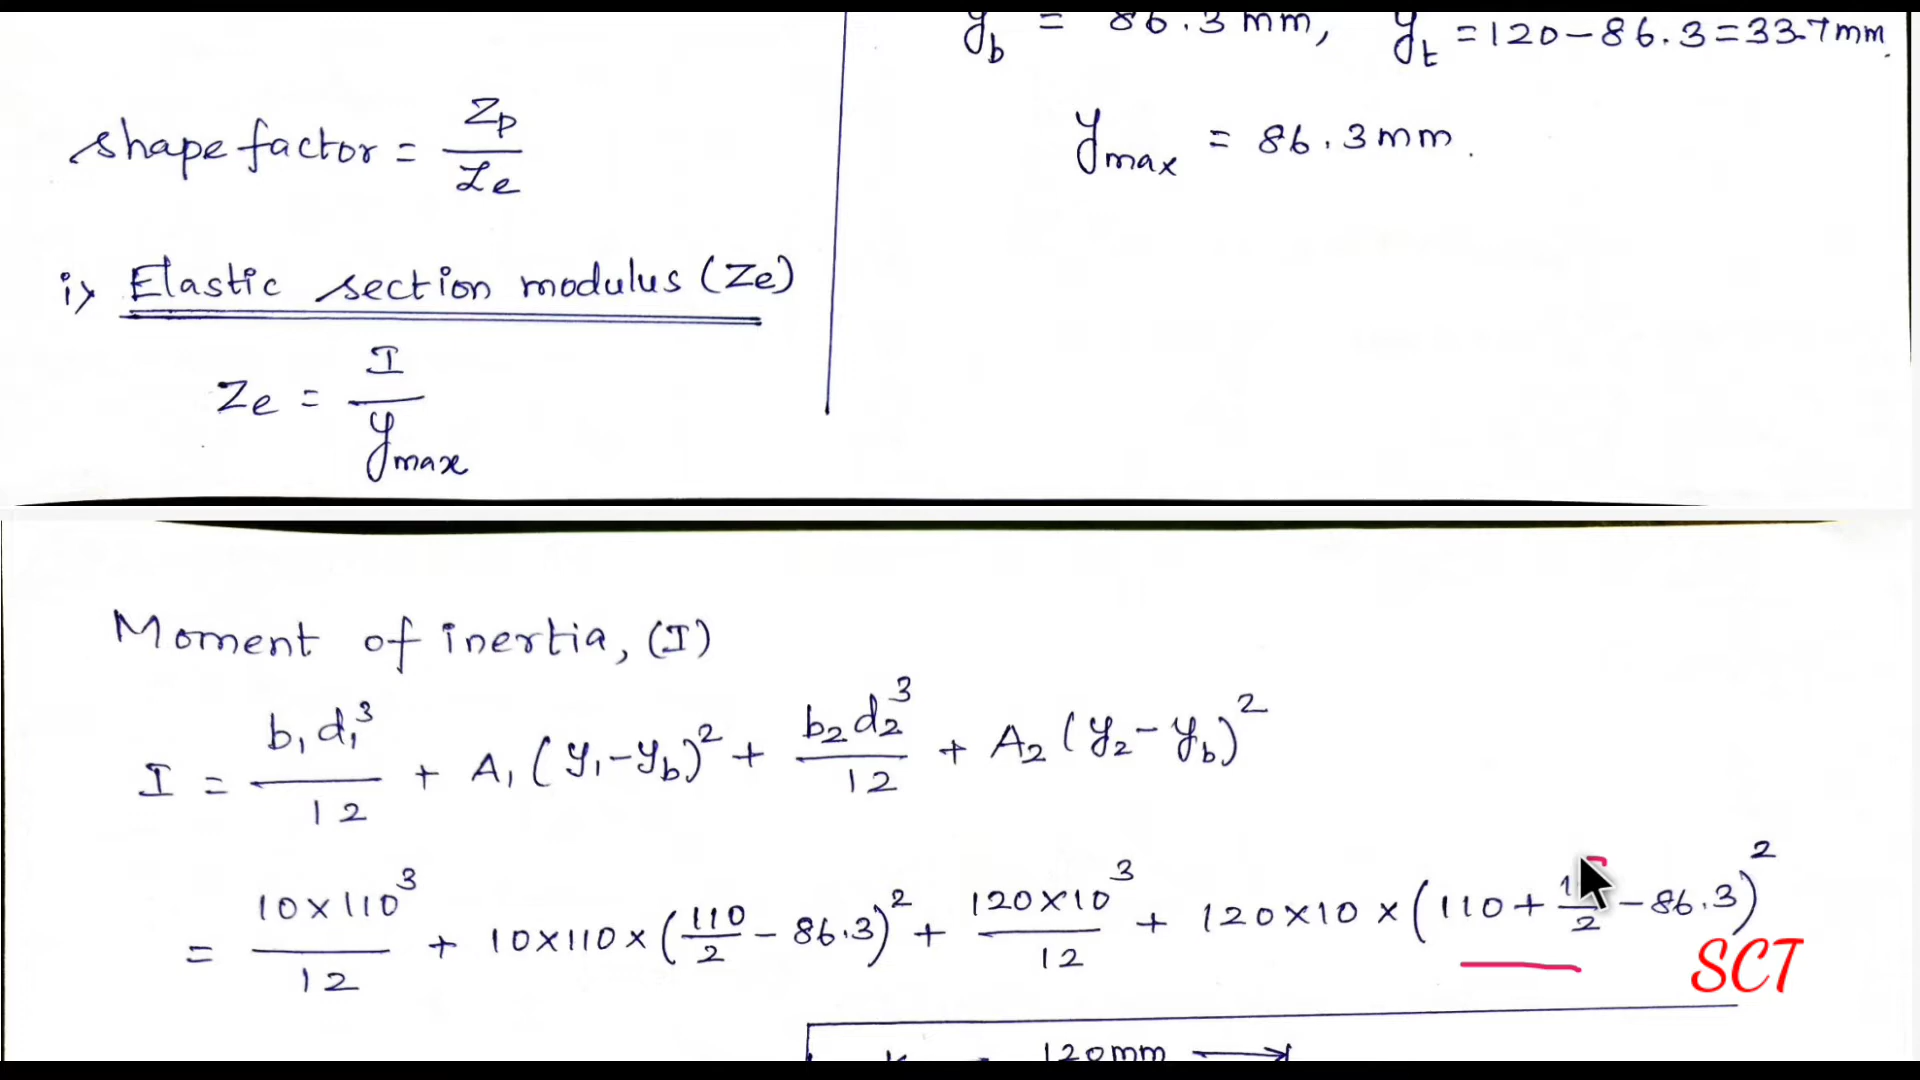 y_b = 86.3 mm, y_t = 120 - 86.3 = 33.7 mm.
y_max = 86.3 mm.
shape factor = Zp / Ze
i) Elastic section modulus (Ze)
Ze = I / y_max
Moment of inertia, (I)
I = b₁d₁³/12 + A₁(y₁ - y_b)² + b₂d₂³/12 + A₂(y₂ - y_b)²
= 10×110³/12 + 10×110×(110/2 - 86.3)² + 120×10³/12 + 120×10×(110 + /2 - 86.3)²
SCT
120mm